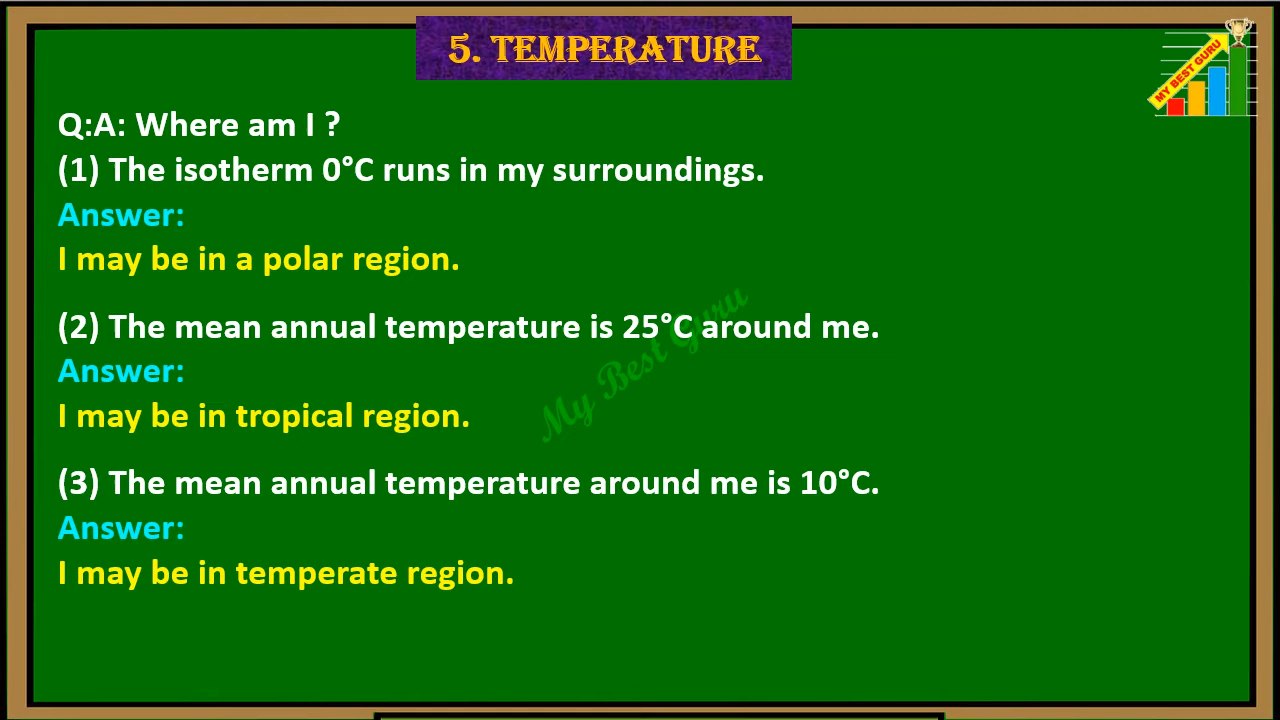 5. TEMPERATURE
MY BEST GURU
Q:A: Where am I ?
(1) The isotherm 0°C runs in my surroundings.
Answer:
I may be in a polar region.
(2) The mean annual temperature is 25°C around me.
Answer:
I may be in tropical region.
My Best Guru
(3) The mean annual temperature around me is 10°C.
Answer:
I may be in temperate region.